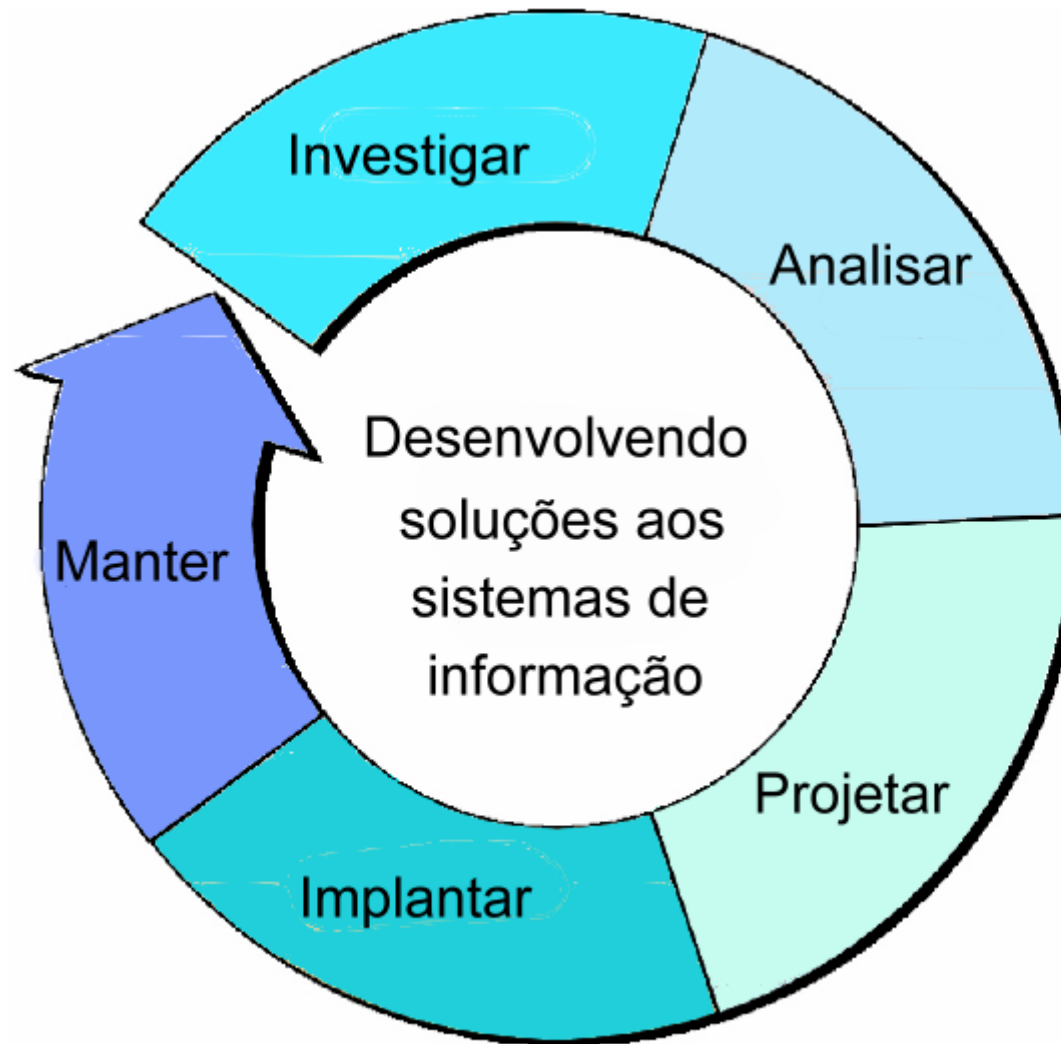 Investigar
Analisar
Desenvolvendo
soluções aos
sistemas de
informação
Manter
Projetar
Implantar